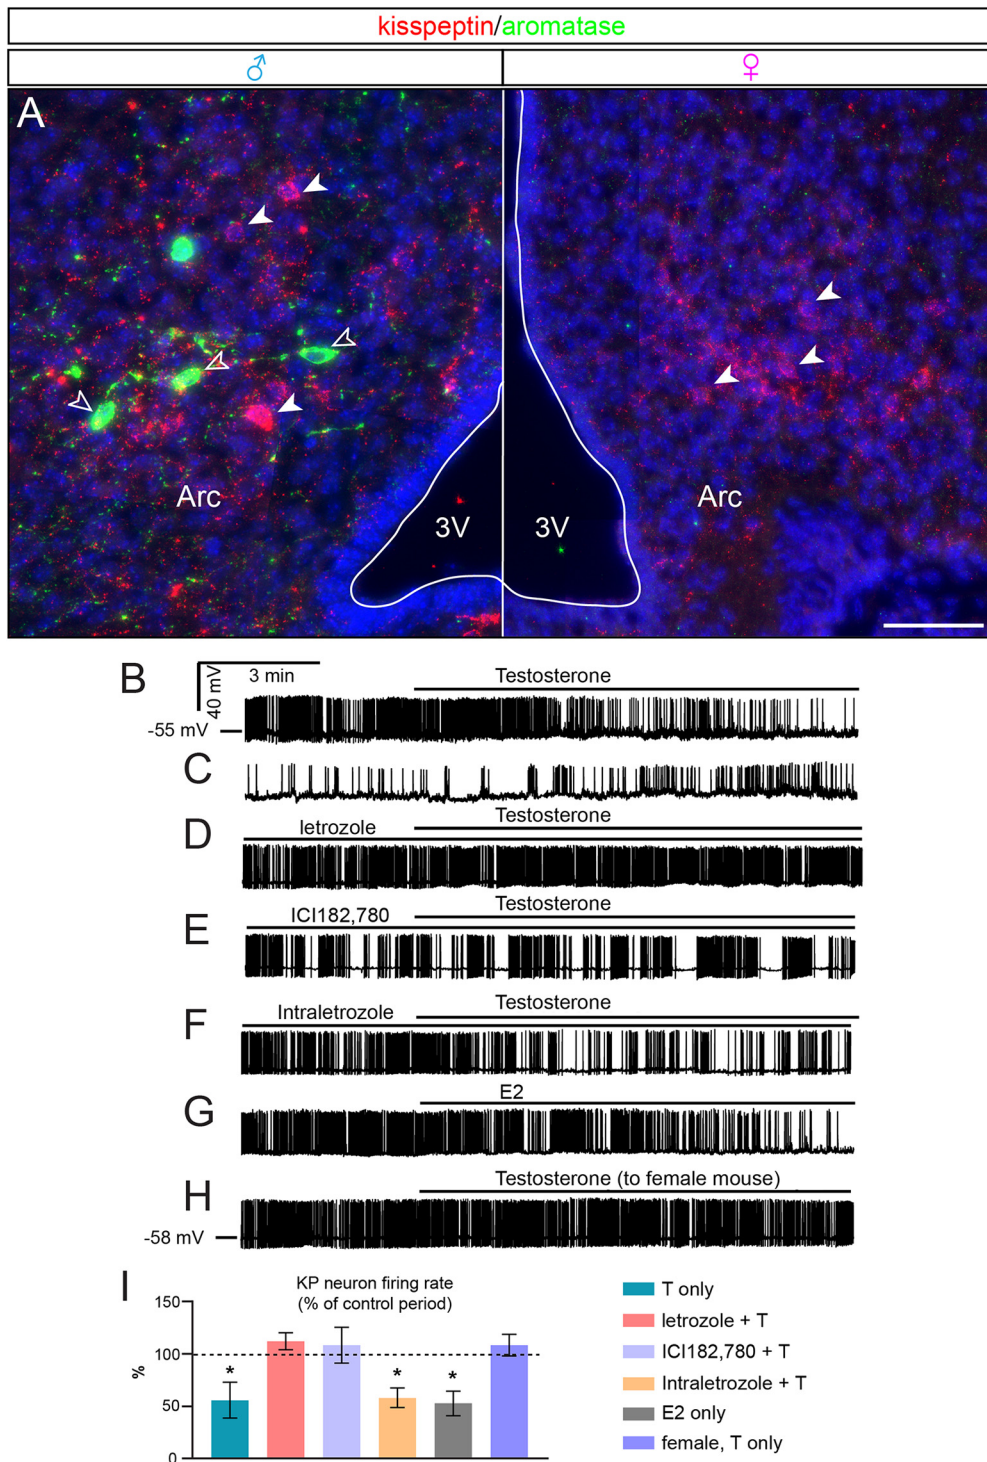 kisspeptin/aromatase
♂ ♀
A
Arc
3V
3V
Arc
B
3 min
40 mV
Testosterone
-55 mV
C
D
letrozole
Testosterone
E
ICI182,780
Testosterone
F
Intraletrozole
Testosterone
G
E2
H
Testosterone (to female mouse)
-58 mV
I
KP neuron firing rate
(% of control period)
150
100
50
0
%
*
*
*
T only
letrozole + T
ICI182,780 + T
Intraletrozole + T
E2 only
female, T only